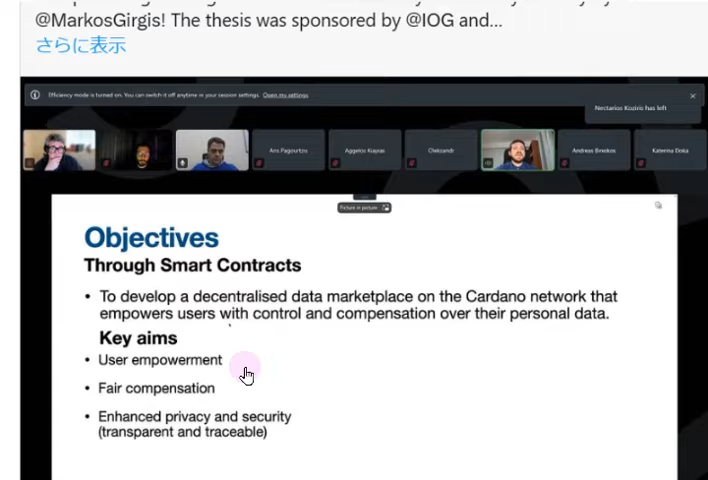 @MarkosGirgis! The thesis was sponsored by @IOG and...
さらに表示
Efficiency mode is turned on. You can switch it off anytime in your session settings. Open my settings
Nectarios Koziris has left
Aris Pagourtzis
Aggelos Kiayias
Oleksandr
Andreas Brekios
Katerina Doka
Picture in picture
Objectives
Through Smart Contracts
• To develop a decentralised data marketplace on the Cardano network that
empowers users with control and compensation over their personal data.
Key aims
• User empowerment
• Fair compensation
• Enhanced privacy and security
(transparent and traceable)